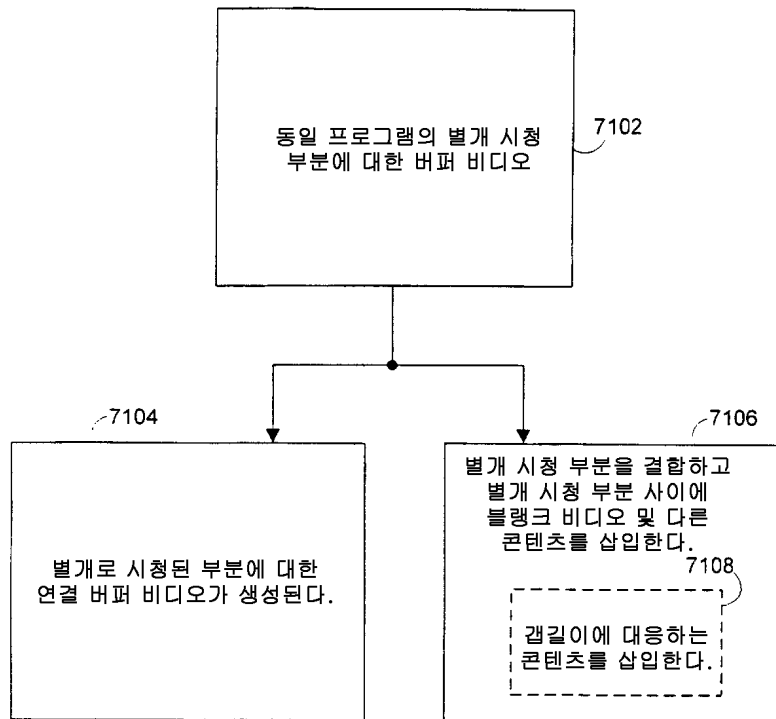 동일 프로그램의 별개 시청
부분에 대한 버퍼 비디오
7102
7104
별개로 시청된 부분에 대한
연결 버퍼 비디오가 생성된다.
7106
별개 시청 부분을 결합하고
별개 시청 부분 사이에
블랭크 비디오 및 다른
콘텐츠를 삽입한다.
7108
갭길이에 대응하는
콘텐츠를 삽입한다.